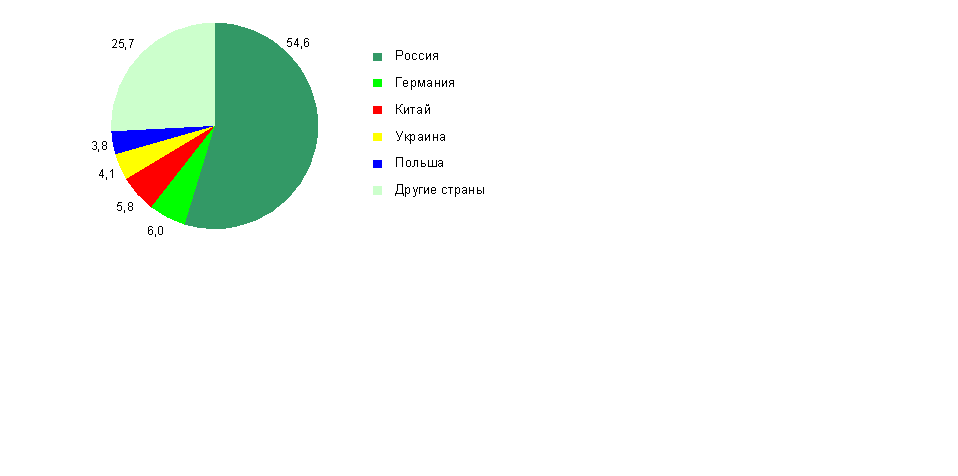 25,7
54,6
3,8
4,1
5,8
6,0
Россия
Германия
Китай
Украина
Польша
Другие страны